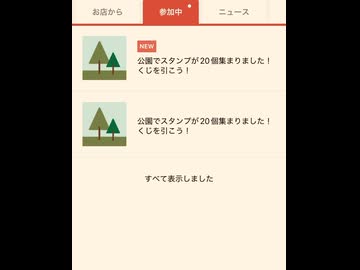 お店から 参加中 ニュース
NEW
公園でスタンプが20個集まりました！
くじを引こう！
公園でスタンプが20個集まりました！
くじを引こう！
すべて表示しました